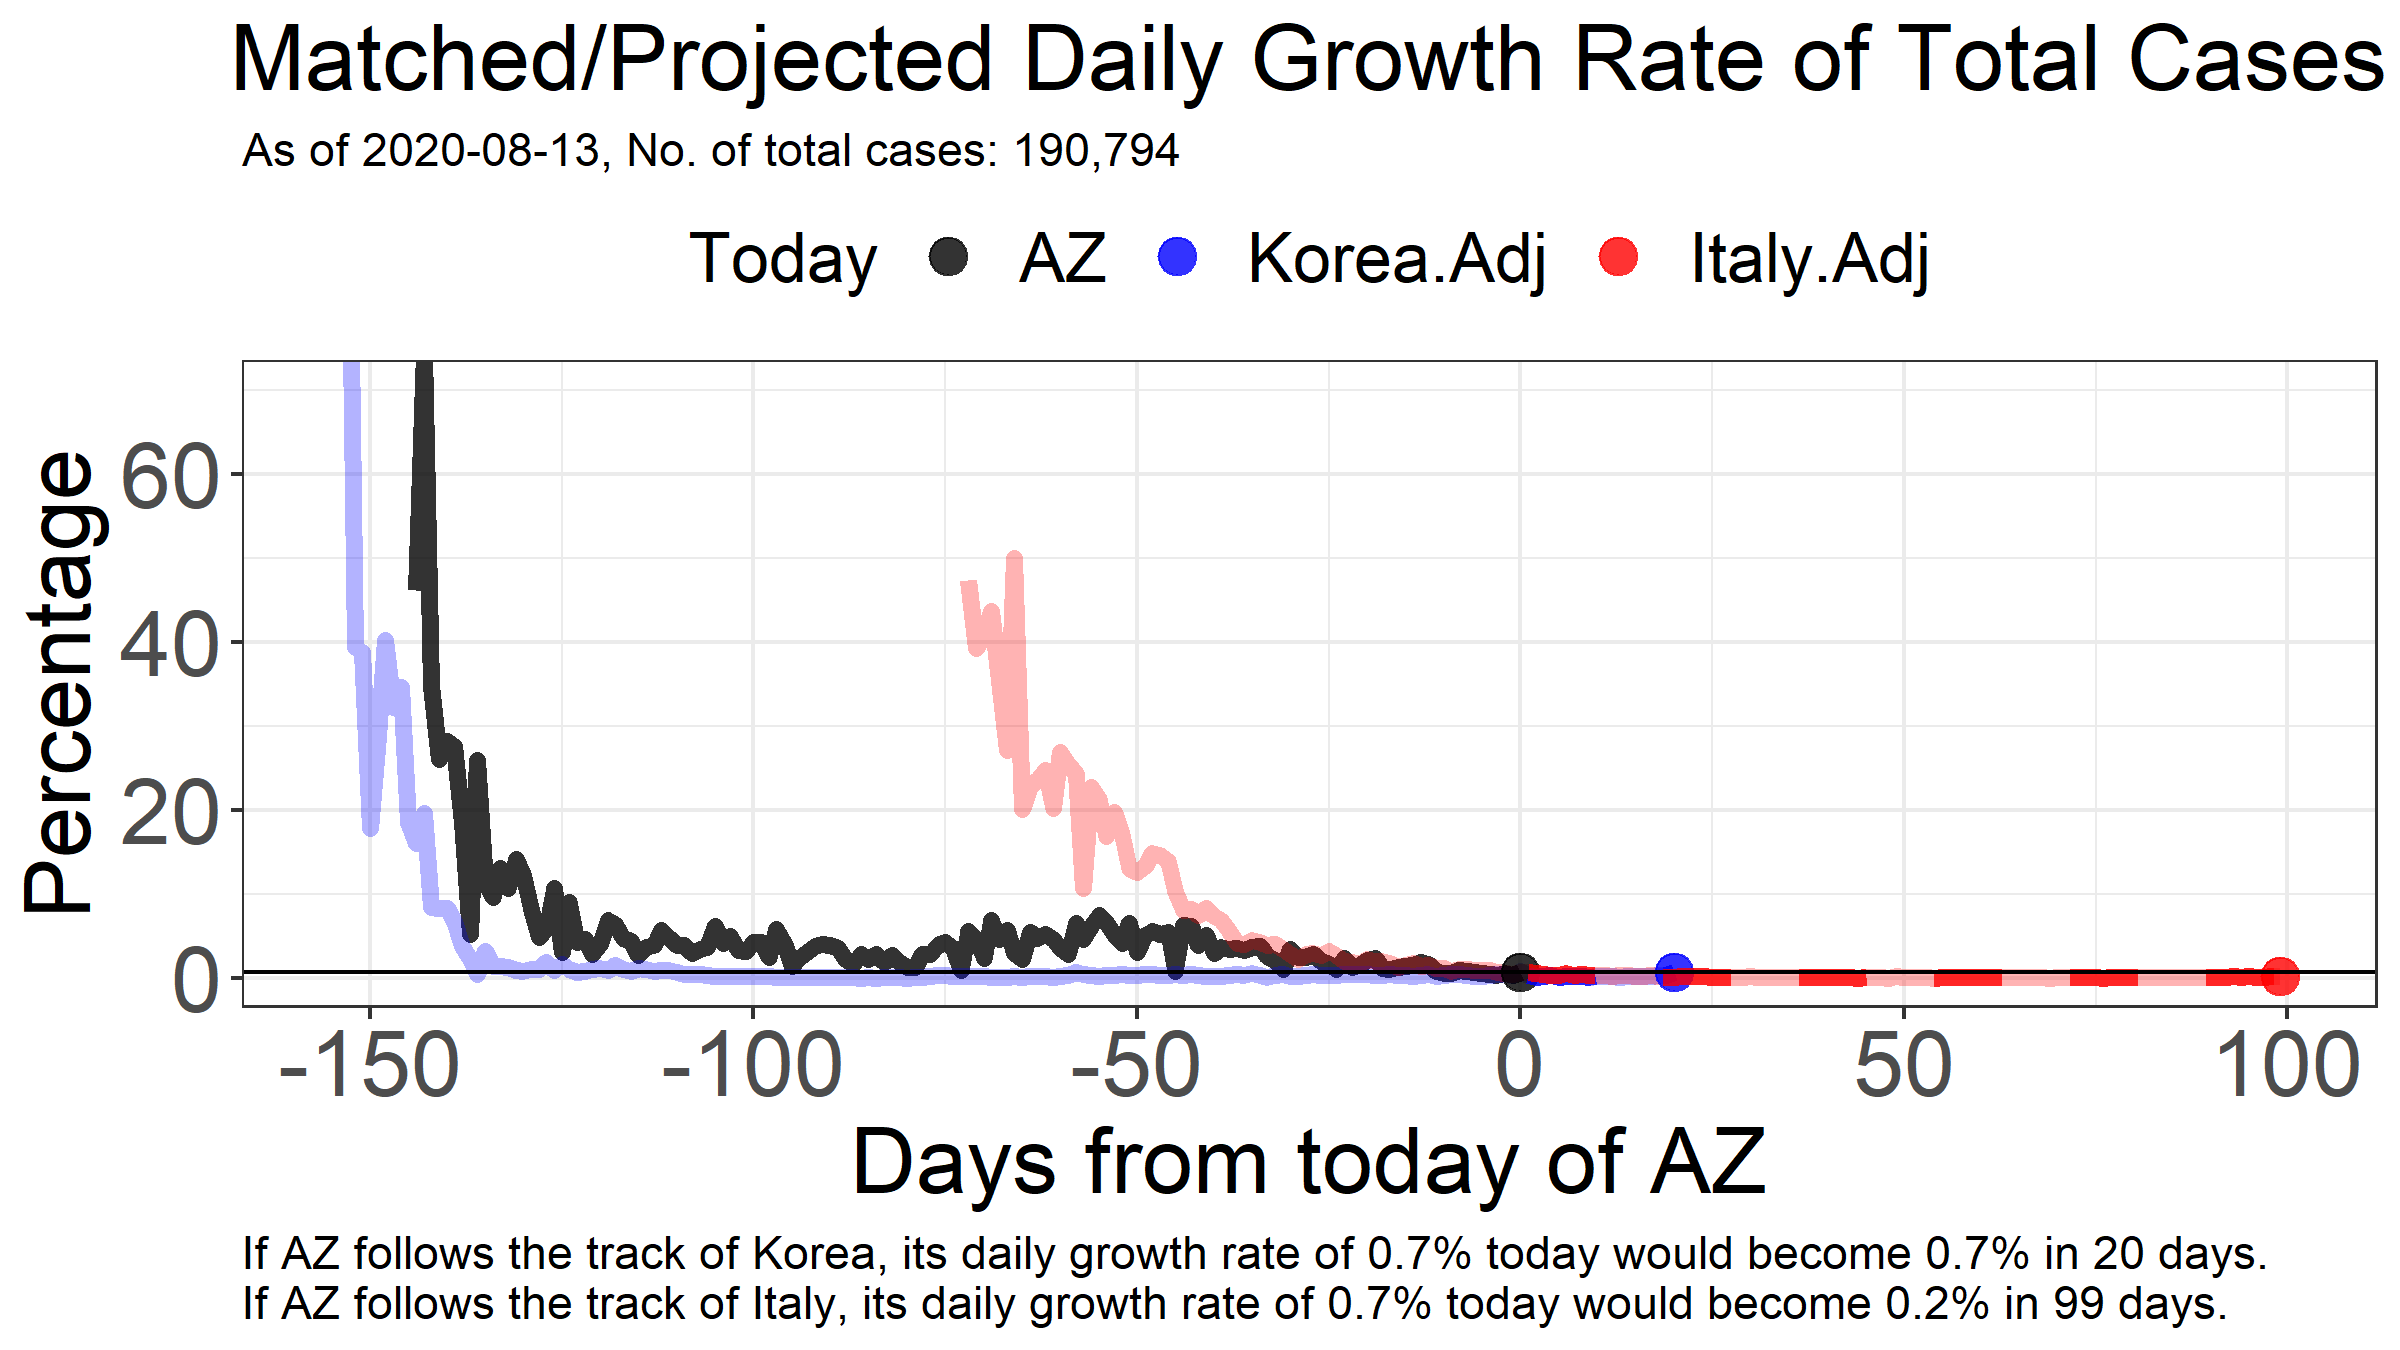 Matched/Projected Daily Growth Rate of Total Cases
As of 2020-08-13, No. of total cases: 190,794
Today AZ Korea.Adj Italy.Adj
Percentage
60
40
20
0
-150 -100 -50 0 50 100
Days from today of AZ
If AZ follows the track of Korea, its daily growth rate of 0.7% today would become 0.7% in 20 days.
If AZ follows the track of Italy, its daily growth rate of 0.7% today would become 0.2% in 99 days.